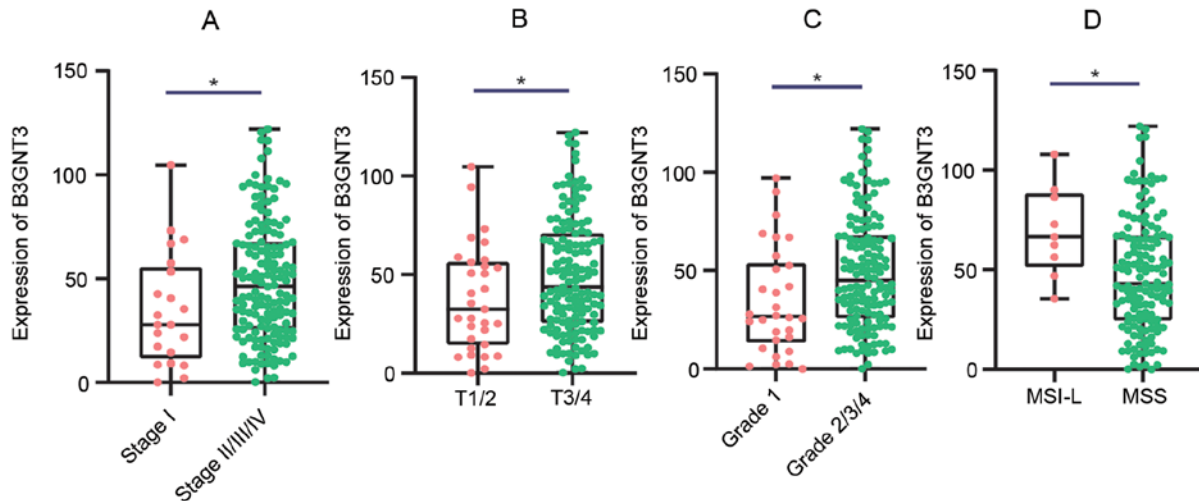 A
Expression of B3GNT3
150
100
50
0
*
Stage I
Stage II/III/IV
B
Expression of B3GNT3
150
100
50
0
*
T1/2
T3/4
C
Expression of B3GNT3
150
100
50
0
*
Grade 1
Grade 2/3/4
D
Expression of B3GNT3
150
100
50
0
*
MSI-L
MSS